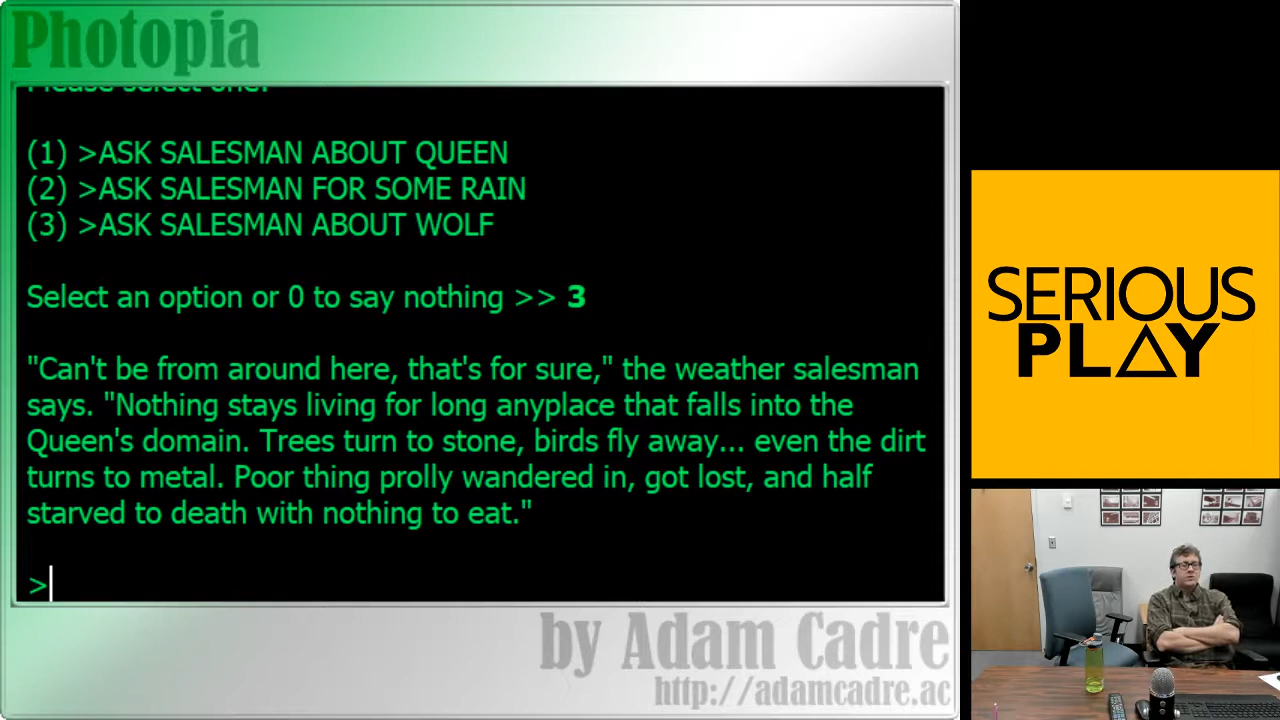 Photopia
Please select one:
(1) >ASK SALESMAN ABOUT QUEEN
(2) >ASK SALESMAN FOR SOME RAIN
(3) >ASK SALESMAN ABOUT WOLF
Select an option or 0 to say nothing >> 3
"Can't be from around here, that's for sure," the weather salesman
says. "Nothing stays living for long anyplace that falls into the
Queen's domain. Trees turn to stone, birds fly away... even the dirt
turns to metal. Poor thing prolly wandered in, got lost, and half
starved to death with nothing to eat."
>
by Adam Cadre
http://adamcadre.ac
SERIOUS
PLAY